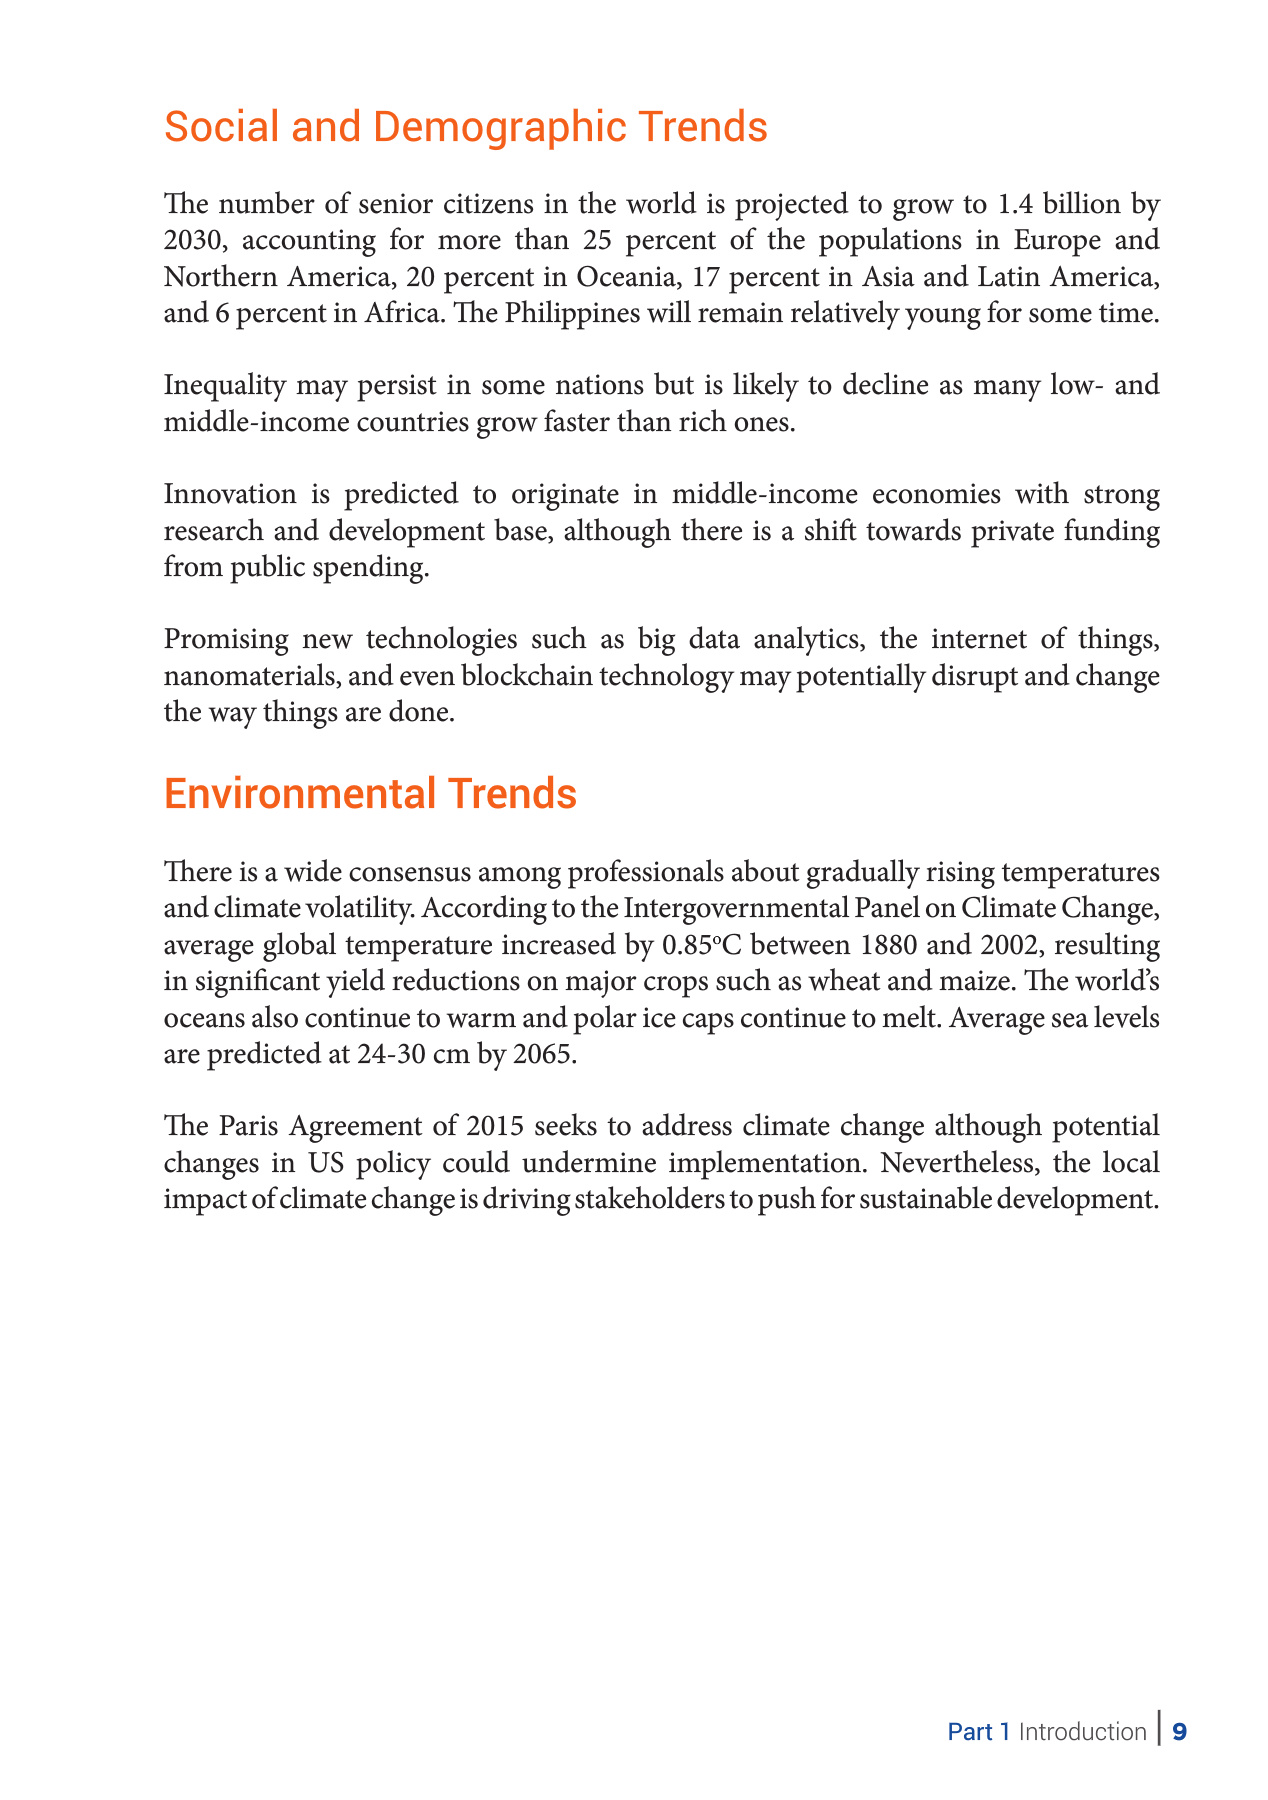 Social and Demographic Trends
The number of senior citizens in the world is projected to grow to 1.4 billion by
2030, accounting for more than 25 percent of the populations in Europe and
Northern America, 20 percent in Oceania, 17 percent in Asia and Latin America,
and 6 percent in Africa. The Philippines will remain relatively young for some time.
Inequality may persist in some nations but is likely to decline as many low- and
middle-income countries grow faster than rich ones.
Innovation is predicted to originate in middle-income economies with strong
research and development base, although there is a shift towards private funding
from public spending.
Promising new technologies such as big data analytics, the internet of things,
nanomaterials, and even blockchain technology may potentially disrupt and change
the way things are done.
Environmental Trends
There is a wide consensus among professionals about gradually rising temperatures
and climate volatility. According to the Intergovernmental Panel on Climate Change,
average global temperature increased by 0.85ºC between 1880 and 2002, resulting
in significant yield reductions on major crops such as wheat and maize. The world’s
oceans also continue to warm and polar ice caps continue to melt. Average sea levels
are predicted at 24-30 cm by 2065.
The Paris Agreement of 2015 seeks to address climate change although potential
changes in US policy could undermine implementation. Nevertheless, the local
impact of climate change is driving stakeholders to push for sustainable development.
Part 1 Introduction | 9